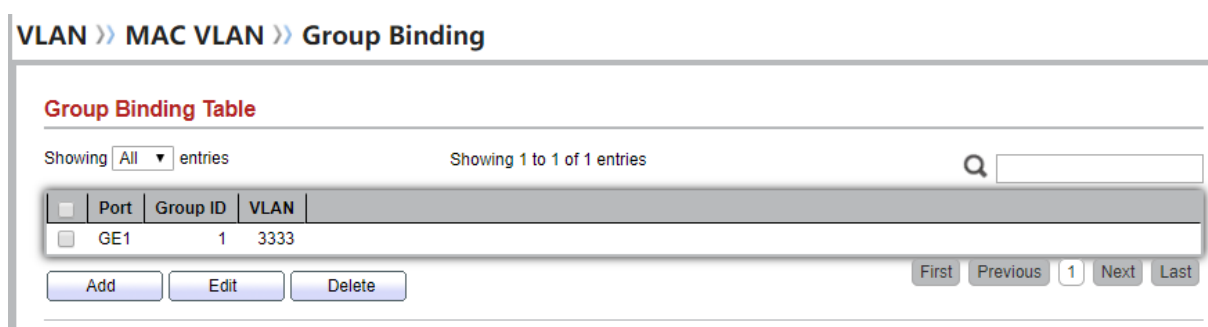 VLAN 》 MAC VLAN 》 Group Binding
Group Binding Table
Showing All ▼ entries Showing 1 to 1 of 1 entries
Port Group ID VLAN
GE1 1 3333
Add Edit Delete First Previous 1 Next Last